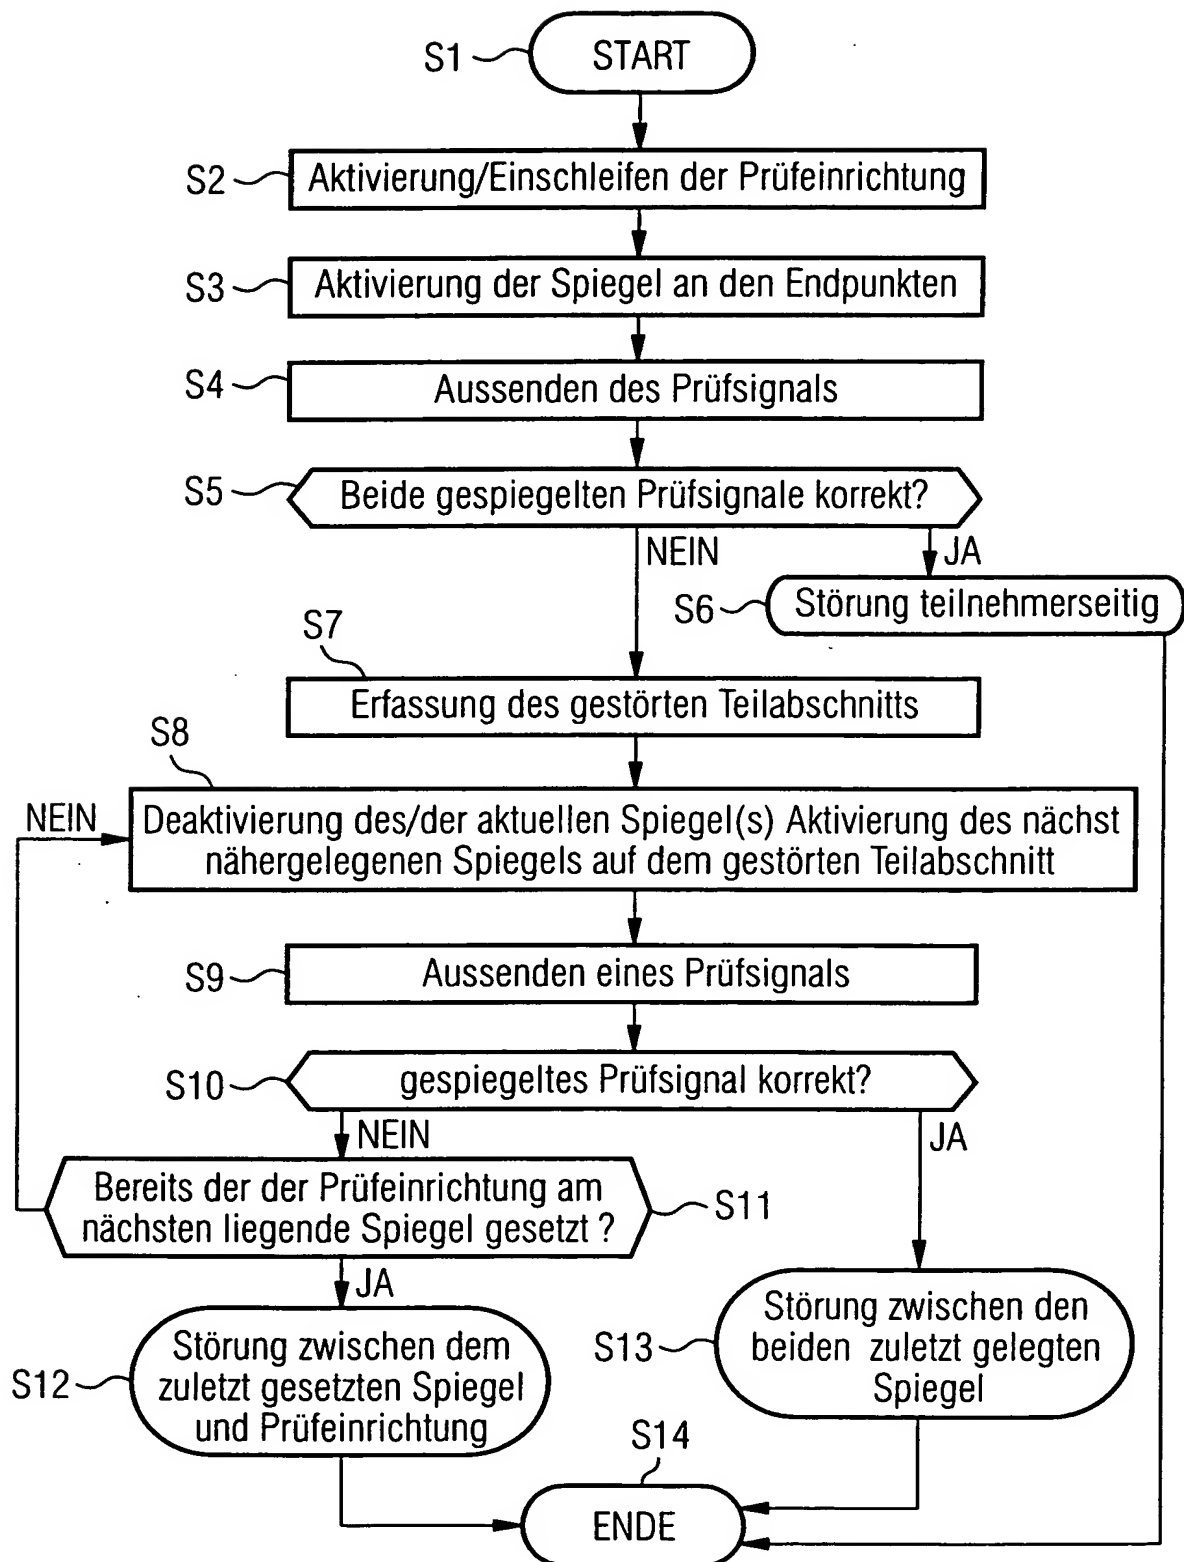 S1
START
S2
Aktivierung/Einschleifen der Prüfeinrichtung
S3
Aktivierung der Spiegel an den Endpunkten
S4
Aussenden des Prüfsignals
S5
Beide gespiegelten Prüfsignale korrekt?
NEIN
JA
S6
Störung teilnehmerseitig
S7
Erfassung des gestörten Teilabschnitts
S8
NEIN
Deaktivierung des/der aktuellen Spiegel(s) Aktivierung des nächst
nähergelegenen Spiegels auf dem gestörten Teilabschnitt
S9
Aussenden eines Prüfsignals
S10
gespiegeltes Prüfsignal korrekt?
NEIN
JA
Bereits der der Prüfeinrichtung am
nächsten liegende Spiegel gesetzt ?
S11
JA
S12
Störung zwischen dem
zuletzt gesetzten Spiegel
und Prüfeinrichtung
S13
Störung zwischen den
beiden zuletzt gelegten
Spiegel
S14
ENDE